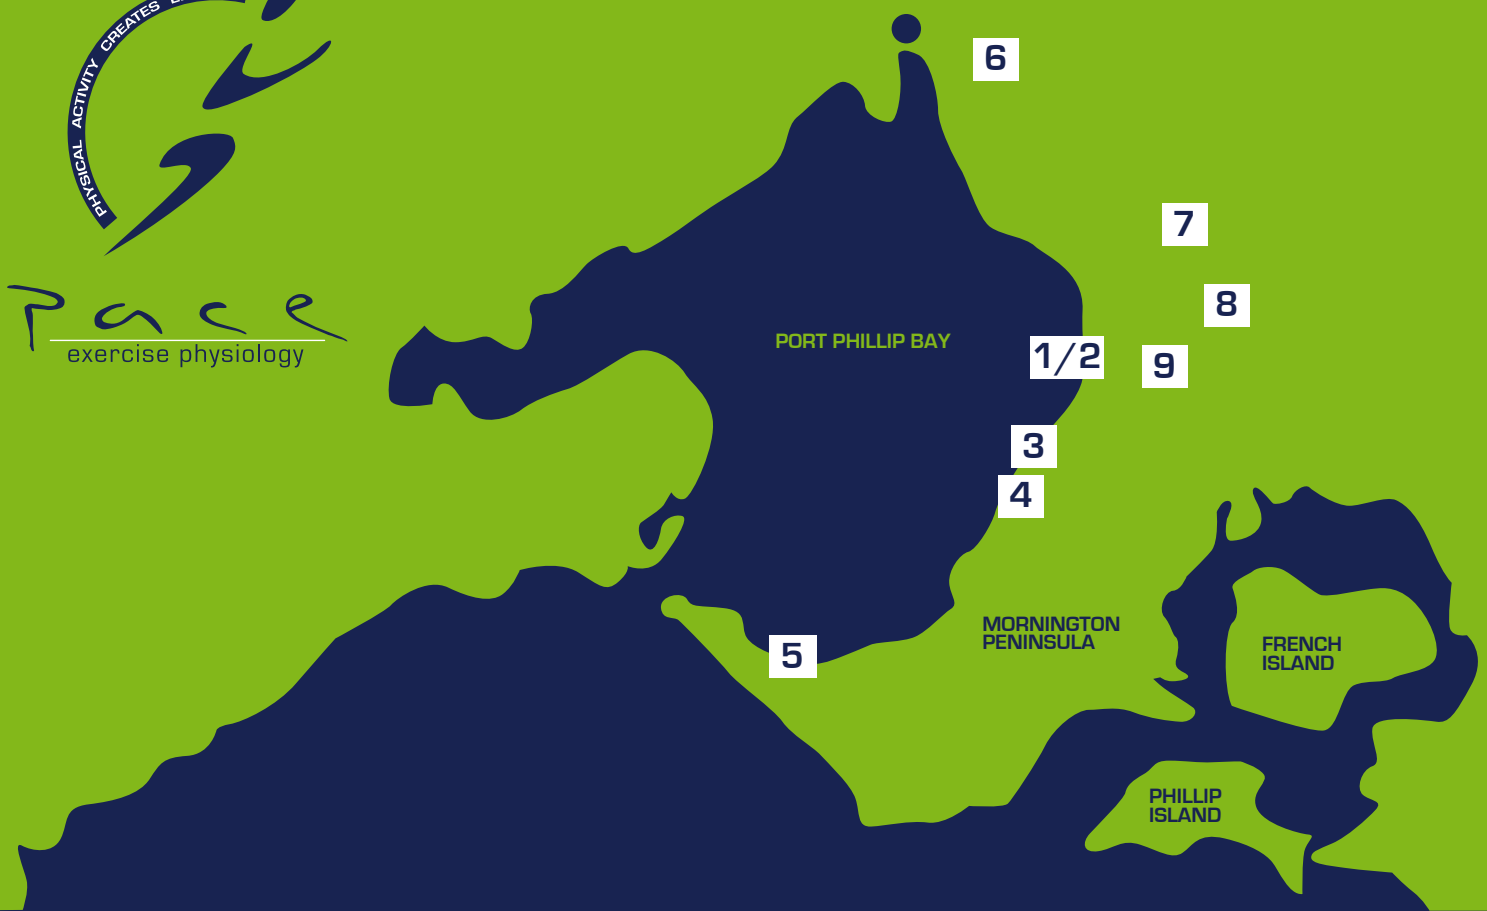 PHYSICAL ACTIVITY CREATES
Pace
exercise physiology
6
7
8
PORT PHILLIP BAY
1/2
9
3
4
MORNINGTON
PENINSULA
FRENCH
ISLAND
5
PHILLIP
ISLAND